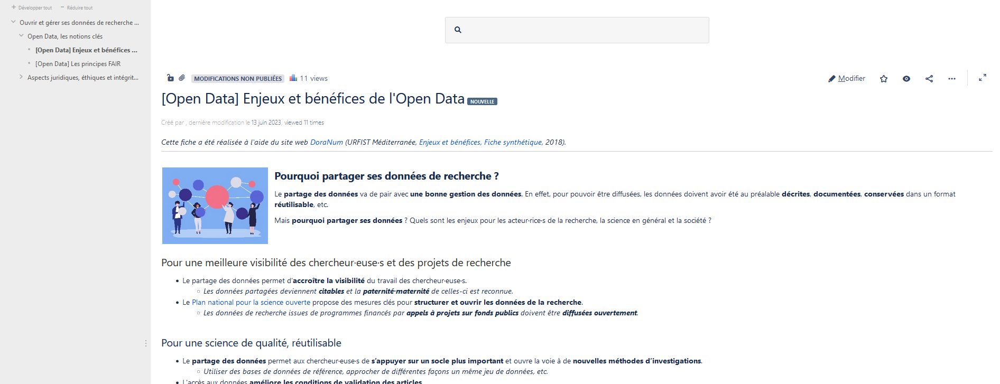 Développer tout Réduire tout
Ouvrir et gérer ses données de recherche ...
Open Data, les notions clés
[Open Data] Enjeux et bénéfices ...
[Open Data] Les principes FAIR
Aspects juridiques, éthiques et intégrit...
MODIFICATIONS NON PUBLIÉES 11 views
Modifier
[Open Data] Enjeux et bénéfices de l'Open Data NOUVELLE
Créé par , dernière modification le 13 juin 2023, viewed 11 times
Cette fiche a été réalisée à l'aide du site web DoraNum (URFIST Méditerranée, Enjeux et bénéfices, Fiche synthétique, 2018).
Pourquoi partager ses données de recherche ?
Le partage des données va de pair avec une bonne gestion des données. En effet, pour pouvoir être diffusées, les données doivent avoir été au préalable décrites, documentées, conservées dans un format
réutilisable, etc.
Mais pourquoi partager ses données ? Quels sont les enjeux pour les acteur·rice·s de la recherche, la science en général et la société ?
Pour une meilleure visibilité des chercheur·euse·s et des projets de recherche
• Le partage des données permet d’accroître la visibilité du travail des chercheur·euse·s.
○ Les données partagées deviennent citables et la paternité·maternité de celles-ci est reconnue.
• Le Plan national pour la science ouverte propose des mesures clés pour structurer et ouvrir les données de la recherche.
○ Les données de recherche issues de programmes financés par appels à projets sur fonds publics doivent être diffusées ouvertement.
Pour une science de qualité, réutilisable
• Le partage des données permet aux chercheur·euse·s de s’appuyer sur un socle plus important et ouvre la voie à de nouvelles méthodes d’investigations.
○ Utiliser des bases de données de référence, approcher de différentes façons un même jeu de données, etc.
• L’accès aux données améliore les conditions de validation des articles.